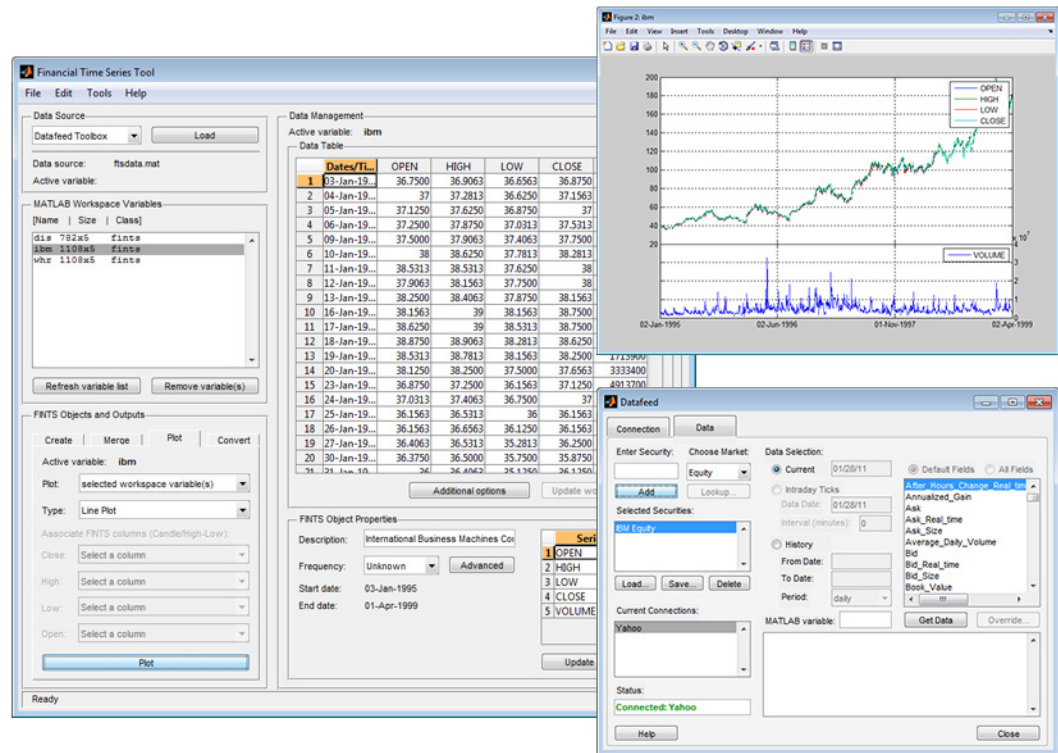 Financial Time Series Tool
File Edit Tools Help
Data Source
Datafeed Toolbox Load
Data source: ftsdata.mat
Active variable:
MATLAB Workspace Variables
[Name | Size | Class]
dis 782x5 fints
ibm 1108x5 fints
whr 1108x5 fints
Refresh variable list Remove variable(s)
FINTS Objects and Outputs
Create Merge Plot Convert
Active variable: ibm
Plot: selected workspace variable(s)
Type: Line Plot
Associate FINTS columns (Candle/High-Low):
Close: Select a column
High: Select a column
Low: Select a column
Open: Select a column
Plot
Ready
Data Management
Active variable: ibm
Data Table
Dates/Ti... OPEN HIGH LOW CLOSE
1 03-Jan-19... 36.7500 36.9063 36.6563 36.8750
2 04-Jan-19... 37 37.2813 36.6250 37.1563
3 05-Jan-19... 37.1250 37.6250 36.8750 37
4 06-Jan-19... 37.2500 37.8750 37.0313 37.5313
5 09-Jan-19... 37.5000 37.9063 37.4063 37.7500
6 10-Jan-19... 38 38.6250 37.7813 38.2813
7 11-Jan-19... 38.5313 38.5313 37.6250 38
8 12-Jan-19... 37.9063 38.1563 37.7500 38
9 13-Jan-19... 38.2500 38.4063 37.8750 38.1563
10 16-Jan-19... 38.1563 39 38.1563 38.7500
11 17-Jan-19... 38.6250 39 38.5313 38.7500
12 18-Jan-19... 38.8750 38.9063 38.2813 38.6250
13 19-Jan-19... 38.5313 38.7813 38.1563 38.2500 1715900
14 20-Jan-19... 38.1250 38.2500 37.5000 37.6563 3333400
15 23-Jan-19... 36.8750 37.2500 36.1563 37.1250 4913700
16 24-Jan-19... 37.0313 37.4063 36.7500 37
17 25-Jan-19... 36.1563 36.5313 36 36.1563
18 26-Jan-19... 36.1563 36.6563 36.1250 36.1563
19 27-Jan-19... 36.4063 36.5313 35.2813 36.2500
20 30-Jan-19... 36.3750 36.5000 35.7500 35.8750
21 31-Jan-19... 36 36.4063 35.1250 36.1250
Additional options Update wo
FINTS Object Properties
Description: International Business Machines Co
Frequency: Unknown Advanced
Start date: 03-Jan-1995
End date: 01-Apr-1999
Seri
1 OPEN
2 HIGH
3 LOW
4 CLOSE
5 VOLUME
Update
Figure 2: ibm
File Edit View Insert Tools Desktop Window Help
200
180
160
140
120
100
80
60
40
20
OPEN
HIGH
LOW
CLOSE
x 10^7
VOLUME
3
2
1
0
02-Jan-1995 02-Jun-1996 01-Nov-1997 02-Apr-1999
Datafeed
Connection Data
Enter Security: Choose Market:
Equity
Add Lookup...
Selected Securities:
IBM Equity
Load... Save... Delete
Current Connections:
Yahoo
Status:
Connected: Yahoo
Help
Data Selection:
Current 01/28/11
Intraday Ticks
Data Date: 01/28/11
Interval (minutes): 0
History
From Date:
To Date:
Period: daily
MATLAB variable:
Default Fields All Fields
After_Hours_Change_Real_time
Annualized_Gain
Ask
Ask_Real_time
Ask_Size
Average_Daily_Volume
Bid
Bid_Real_time
Bid_Size
Book_Value
Get Data Override...
Close